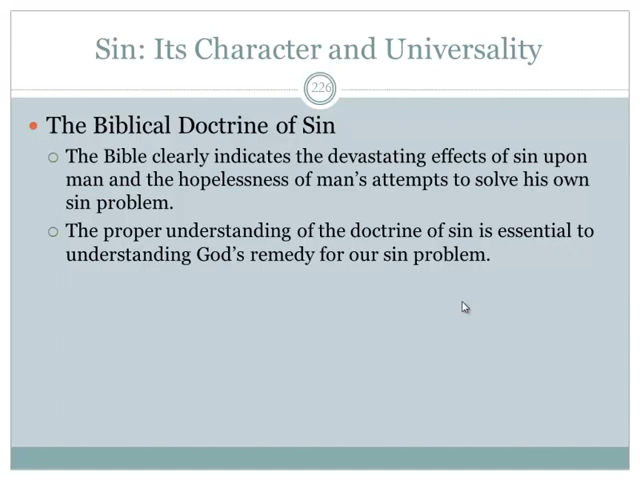 Sin: Its Character and Universality
226
The Biblical Doctrine of Sin
The Bible clearly indicates the devastating effects of sin upon
man and the hopelessness of man's attempts to solve his own
sin problem.
The proper understanding of the doctrine of sin is essential to
understanding God's remedy for our sin problem.